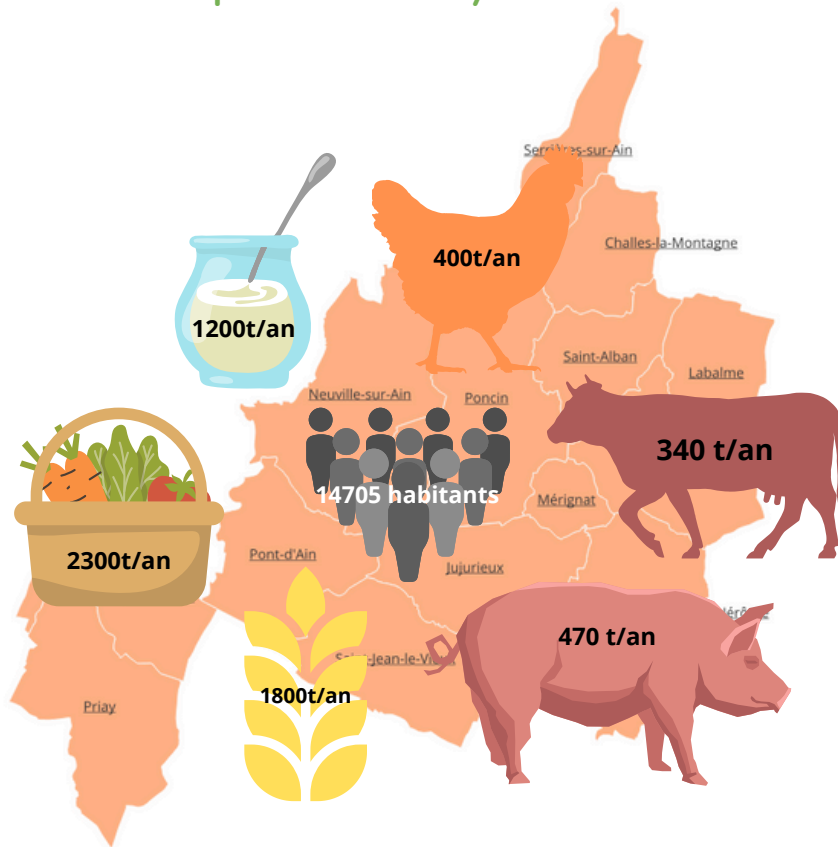 Serrières-sur-Ain
Challes-la-Montagne
400t/an
1200t/an
Saint-Alban
Labalme
Neuville-sur-Ain
Poncin
340 t/an
14705 habitants
Mérignat
2300t/an
Pont-d'Ain
Jujurieux
470 t/an
1800t/an
Priay